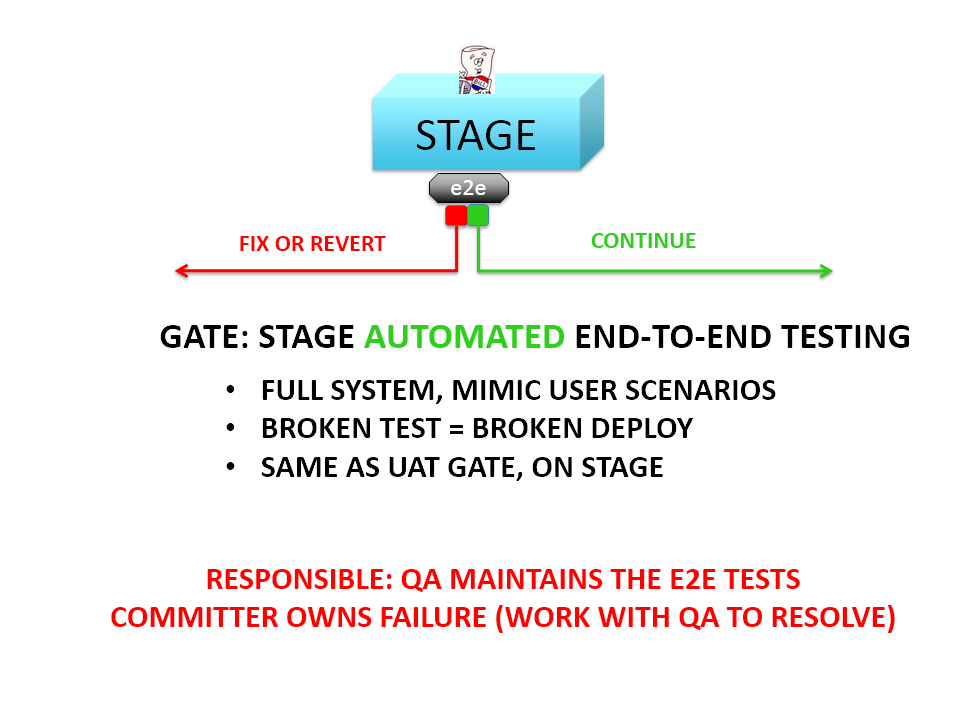 BILL
STAGE
e2e
FIX OR REVERT
CONTINUE
GATE: STAGE AUTOMATED END-TO-END TESTING
• FULL SYSTEM, MIMIC USER SCENARIOS
• BROKEN TEST = BROKEN DEPLOY
• SAME AS UAT GATE, ON STAGE
RESPONSIBLE: QA MAINTAINS THE E2E TESTS
COMMITTER OWNS FAILURE (WORK WITH QA TO RESOLVE)